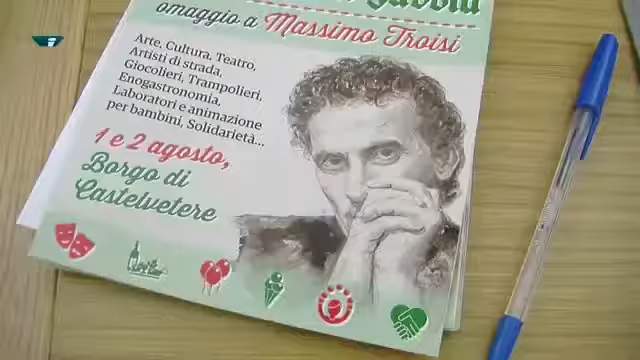 omaggio a Massimo Troisi
Arte, Cultura, Teatro,
Artisti di strada,
Giocolieri, Trampolieri,
Enogastronomia,
Laboratori e animazione
per bambini, Solidarietà...
1 e 2 agosto,
Borgo di
Castelvetere